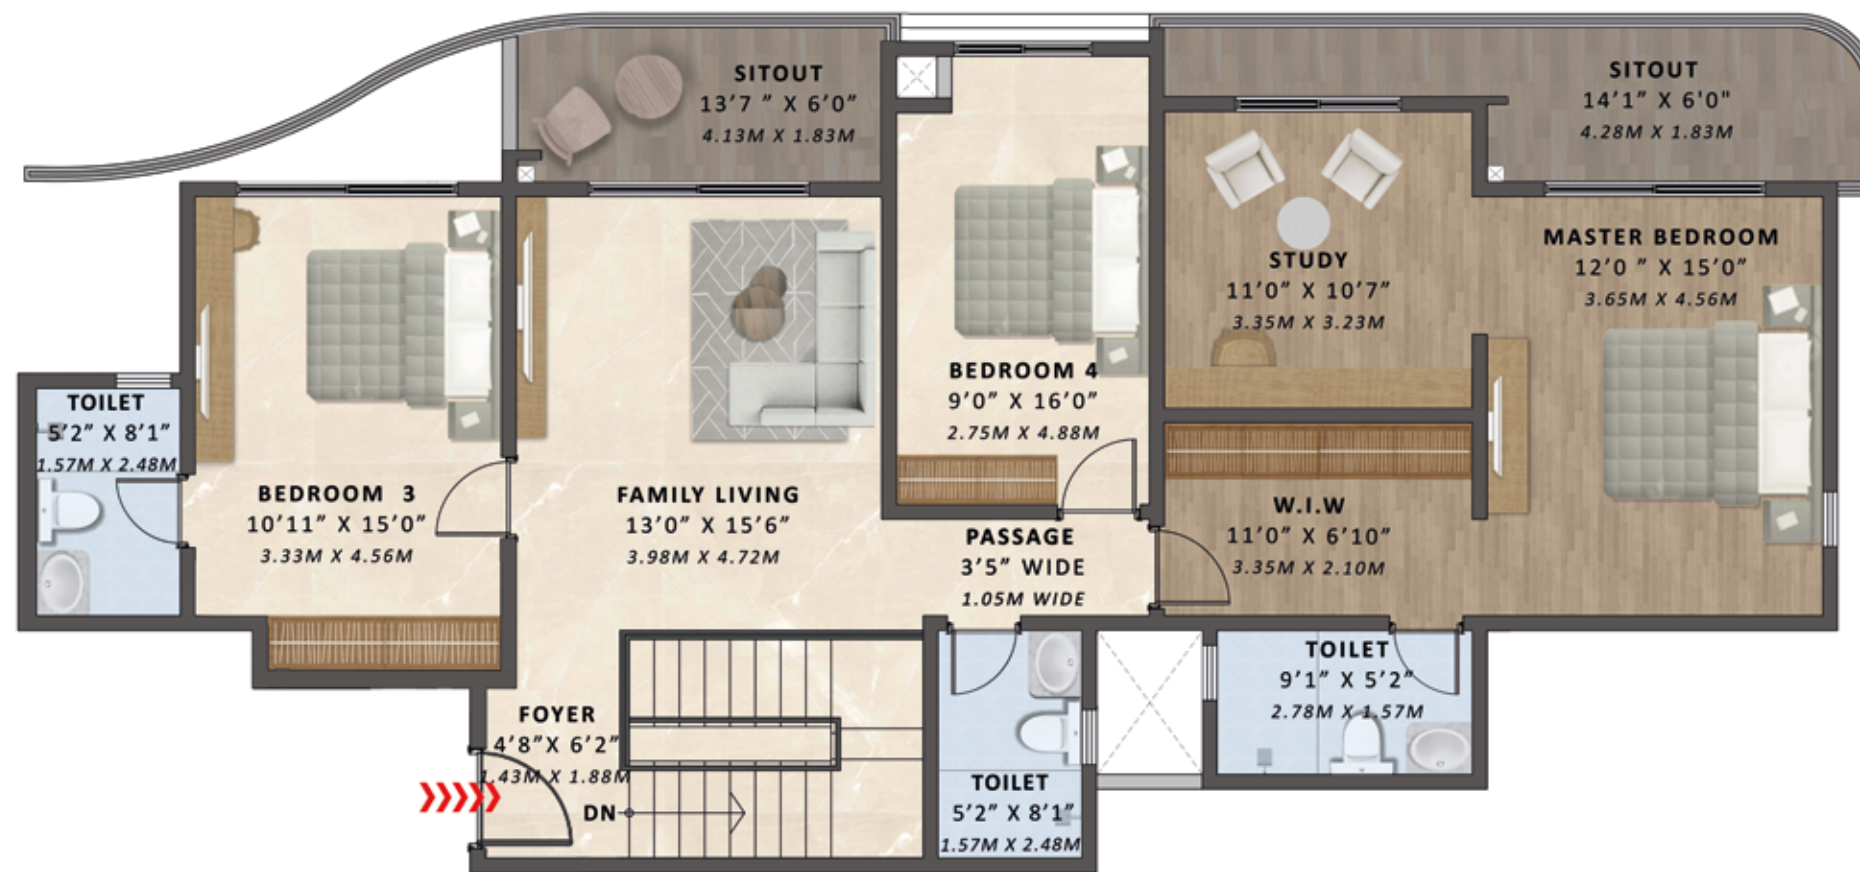 SITOUT
13’7 ” X 6’0”
4.13M X 1.83M
SITOUT
14’1” X 6'0"
4.28M X 1.83M
MASTER BEDROOM
12’0 ” X 15’0”
3.65M X 4.56M
STUDY
11’0” X 10’7”
3.35M X 3.23M
BEDROOM 4
9’0” X 16’0”
2.75M X 4.88M
TOILET
5’2” X 8’1”
1.57M X 2.48M
BEDROOM 3
10’11” X 15’0”
3.33M X 4.56M
FAMILY LIVING
13’0” X 15’6”
3.98M X 4.72M
PASSAGE
3’5” WIDE
1.05M WIDE
W.I.W
11’0” X 6’10”
3.35M X 2.10M
FOYER
4’8”X 6’2”
1.43M X 1.88M
DN
TOILET
5’2” X 8’1”
1.57M X 2.48M
TOILET
9’1” X 5’2”
2.78M X 1.57M